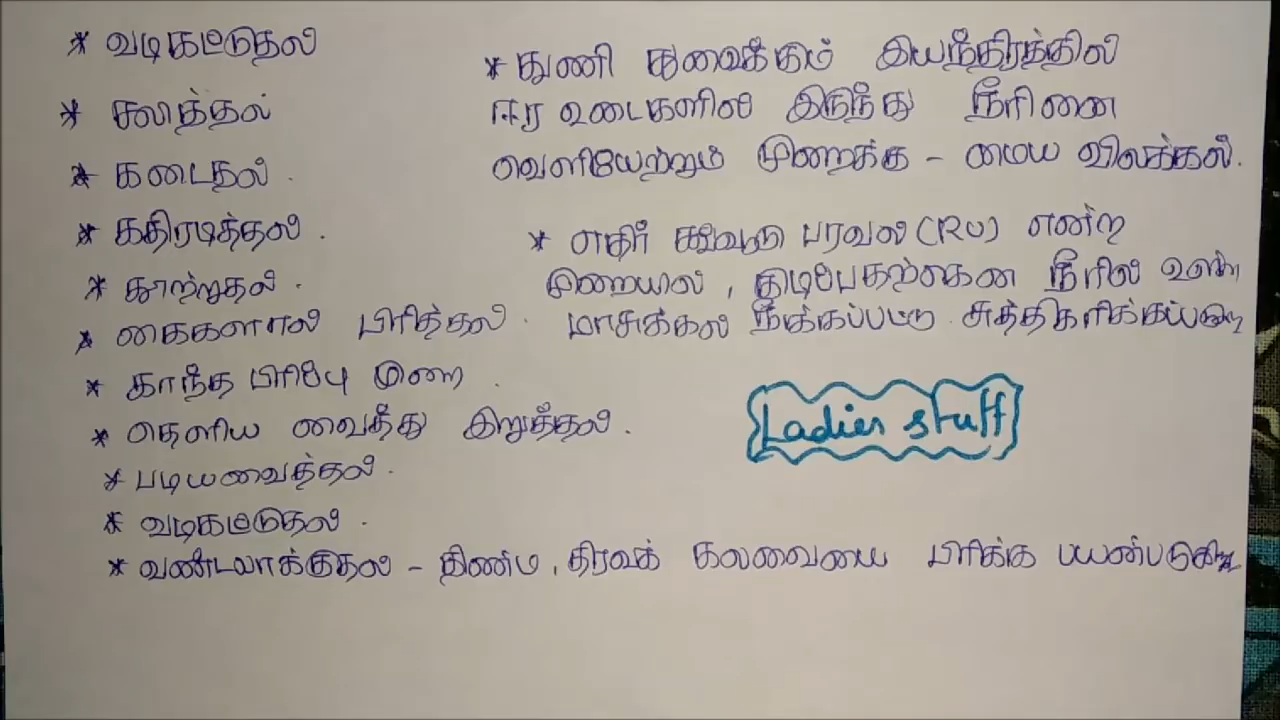 * வடிகட்டுதல்
* சலித்தல்
* கடைதல் .
* கதிரடித்தல் .
* தூற்றுதல் .
* கைகளால் பிரித்தல் .
* காந்த பிரிப்பு முறை .
* தெளிய வைத்து இறுத்தல் .
* படியவைத்தல் .
* வடிகட்டுதல் .
* வண்டலாக்குதல் - திண்ம , திரவக் கலவையை பிரிக்க பயன்படுகிறது
* துணி துவைக்கும் இயந்திரத்தில்
ஈர உடைகளில் இருந்து நீரினை
வெளியேற்றும் முறைக்கு - மைய விலக்கல்.
* எதிர் சவ்வூடு பரவல் (RO) என்ற
முறையில் , குடிப்பதற்கென நீரில் உள்ள
மாசுக்கல் நீக்கப்பட்டு சுத்திகரிக்கப்படு
Ladies stuff